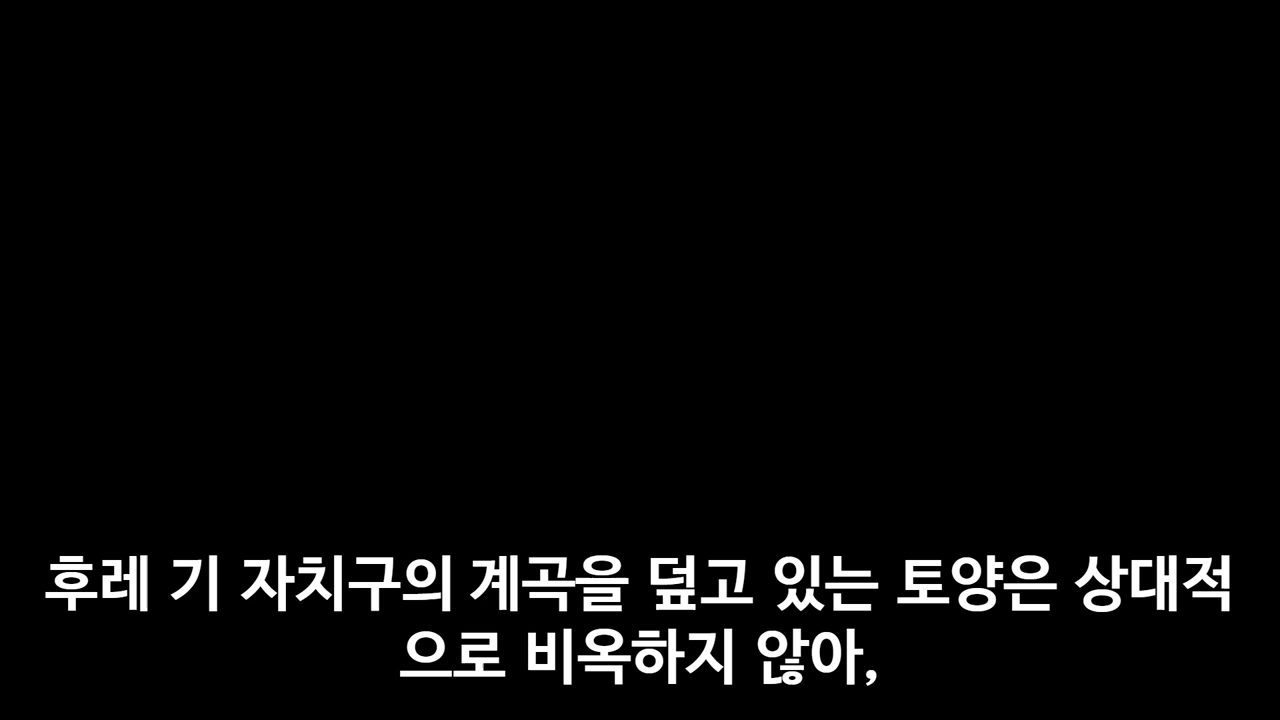 후레 기 자치구의 계곡을 덮고 있는 토양은 상대적
으로 비옥하지 않아,